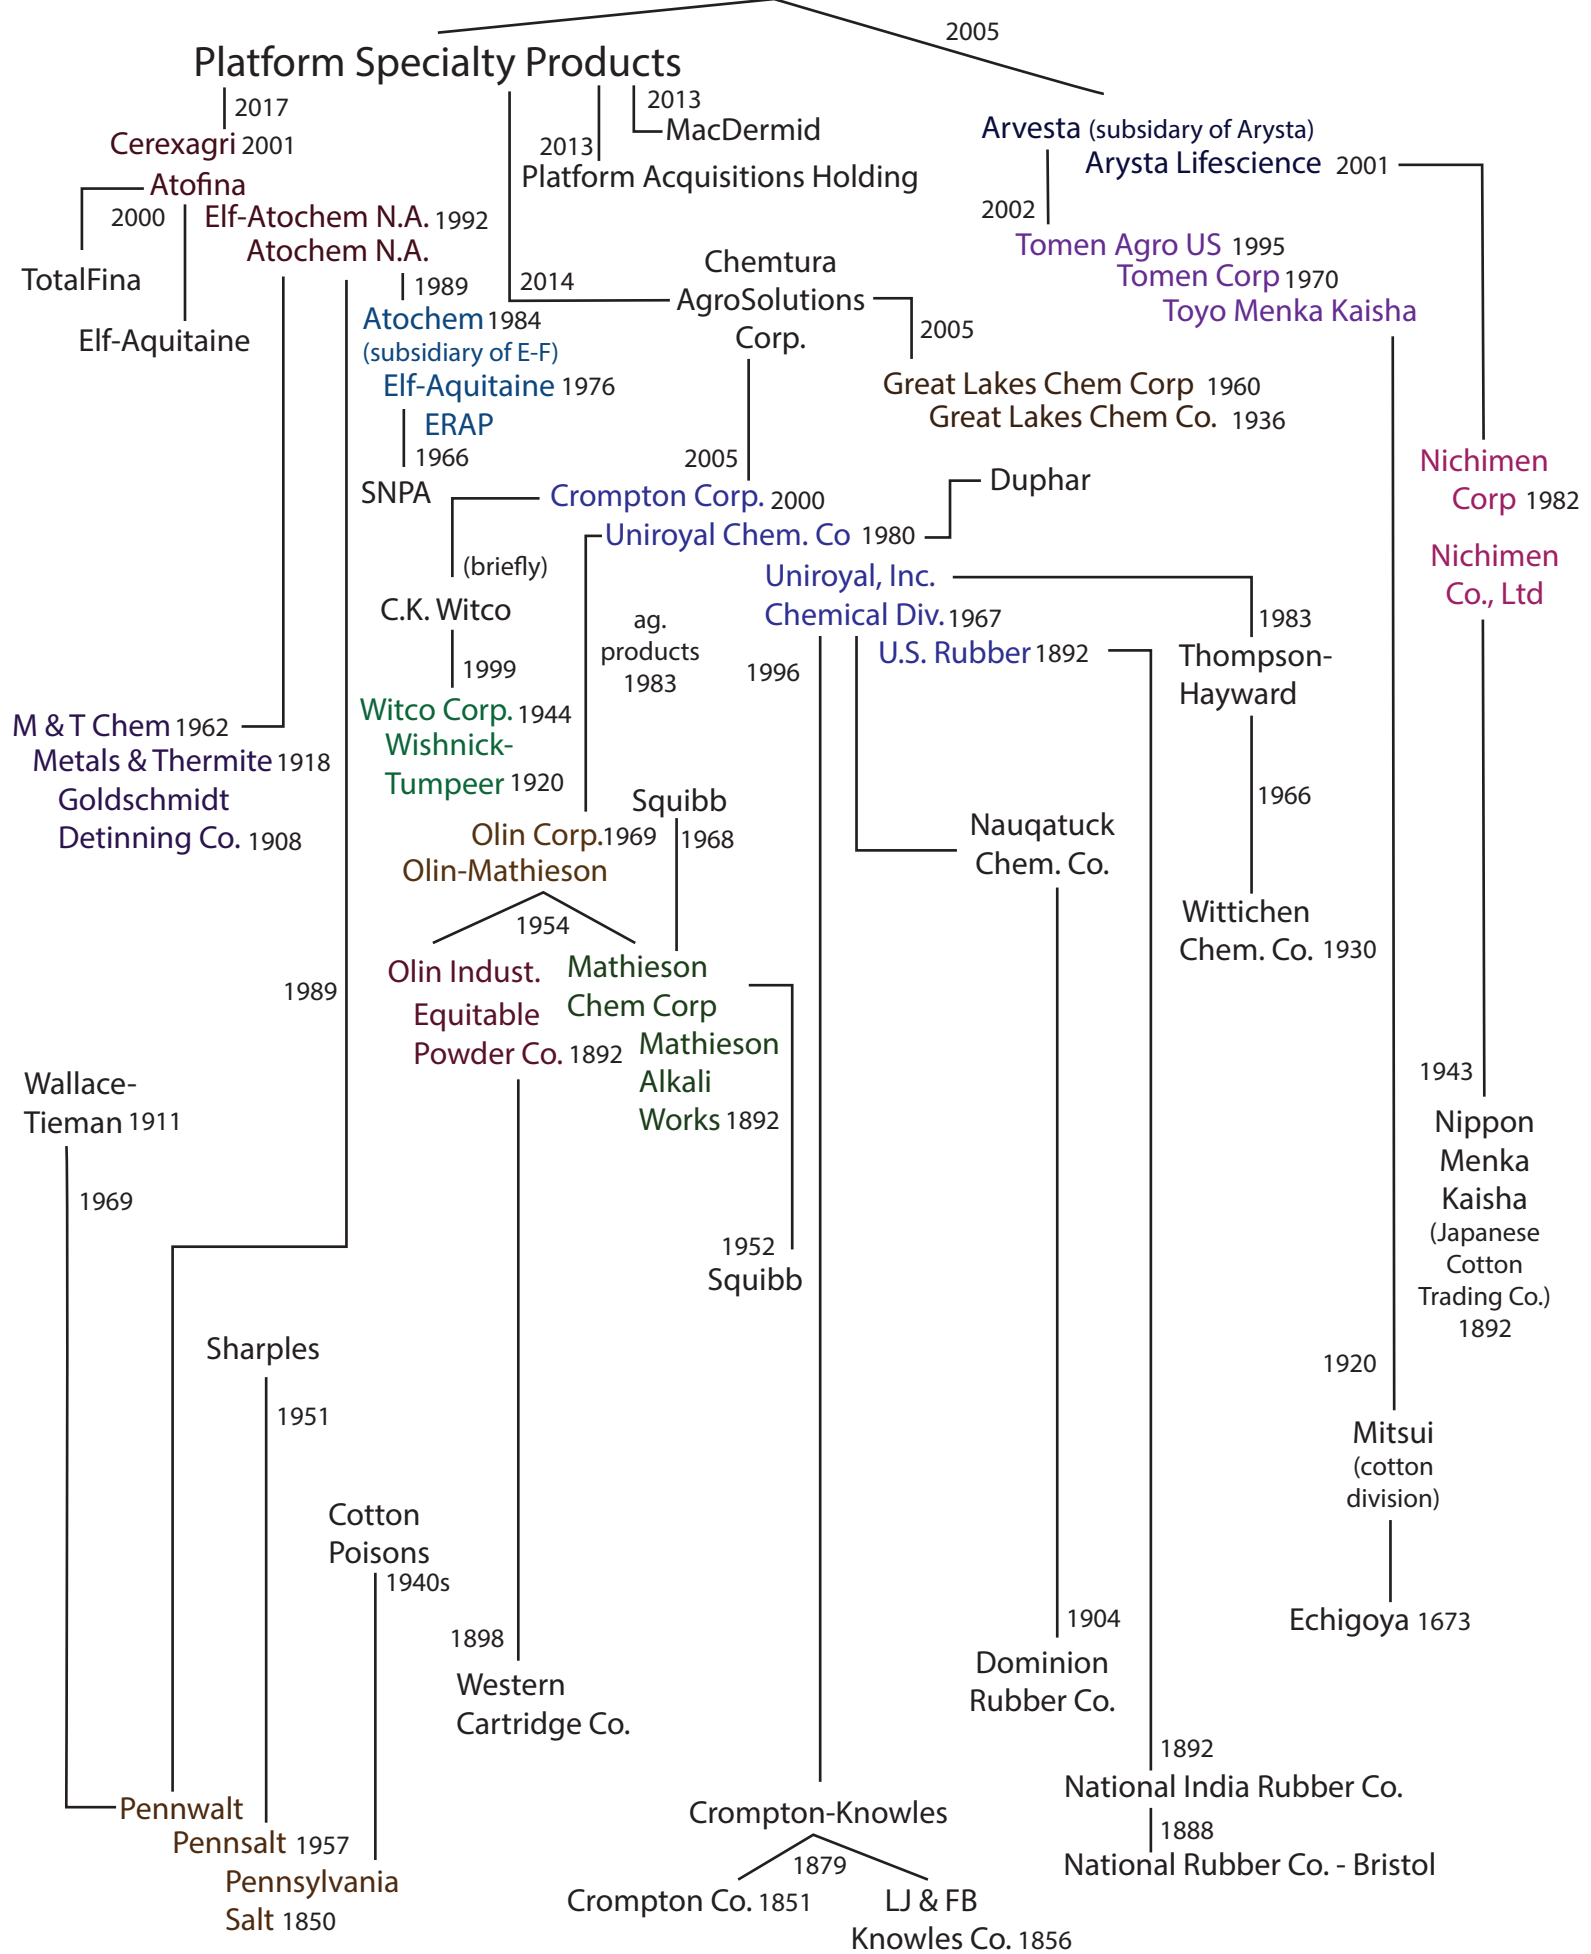 2005
Platform Specialty Products
2017
2013
MacDermid
Cerexagri 2001
2013
Platform Acquisitions Holding
Arvesta (subsidary of Arysta)
Arysta Lifescience 2001
Atofina
2000
Elf-Atochem N.A. 1992
Atochem N.A.
2002
TotalFina
Elf-Aquitaine
1989
2014
Chemtura
AgroSolutions
Corp.
Tomen Agro US 1995
Tomen Corp 1970
Toyo Menka Kaisha
Atochem 1984
(subsidiary of E-F)
Elf-Aquitaine 1976
ERAP
1966
SNPA
2005
Great Lakes Chem Corp 1960
Great Lakes Chem Co. 1936
2005
Crompton Corp. 2000
Uniroyal Chem. Co 1980
Duphar
Nichimen
Corp 1982
Nichimen
Co., Ltd
(briefly)
C.K. Witco
1999
ag.
products
1983
Uniroyal, Inc.
Chemical Div. 1967
U.S. Rubber 1892
1996
1983
Thompson-
Hayward
M & T Chem 1962
Metals & Thermite 1918
Goldschmidt
Detinning Co. 1908
Witco Corp. 1944
Wishnick-
Tumpeer 1920
Squibb
1968
Olin Corp. 1969
Olin-Mathieson
1954
Nauqatuck
Chem. Co.
1966
Wittichen
Chem. Co. 1930
1989
Olin Indust.
Equitable
Powder Co. 1892
Mathieson
Chem Corp
Mathieson
Alkali
Works 1892
Wallace-
Tieman 1911
1969
1943
Nippon
Menka
Kaisha
(Japanese
Cotton
Trading Co.)
1892
1952
Squibb
Sharples
1951
1920
Mitsui
(cotton
division)
Cotton
Poisons
1940s
1898
Western
Cartridge Co.
1904
Dominion
Rubber Co.
Echigoya 1673
1892
National India Rubber Co.
1888
National Rubber Co. - Bristol
Pennwalt
Pennsalt 1957
Pennsylvania
Salt 1850
Crompton-Knowles
1879
Crompton Co. 1851
LJ & FB
Knowles Co. 1856